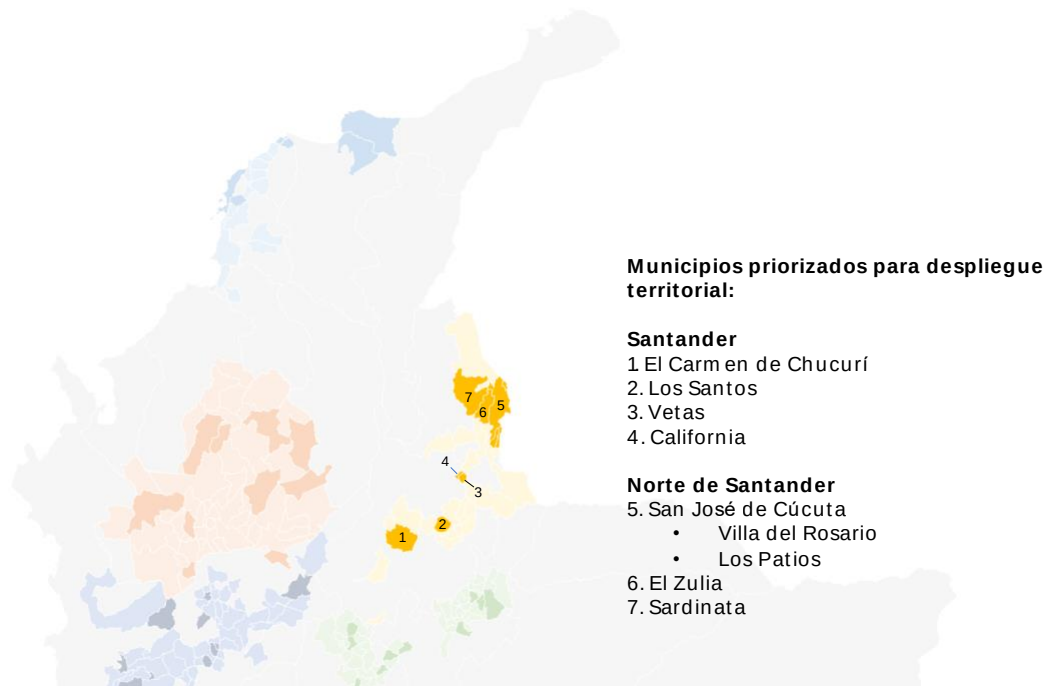 Municipios priorizados para despliegue
territorial:
Santander
1 El Carmen de Chucurí
2. Los Santos
3. Vetas
4. California
Norte de Santander
5. San José de Cúcuta
• Villa del Rosario
• Los Patios
6. El Zulia
7. Sardinata
7
6
5
4
3
2
1